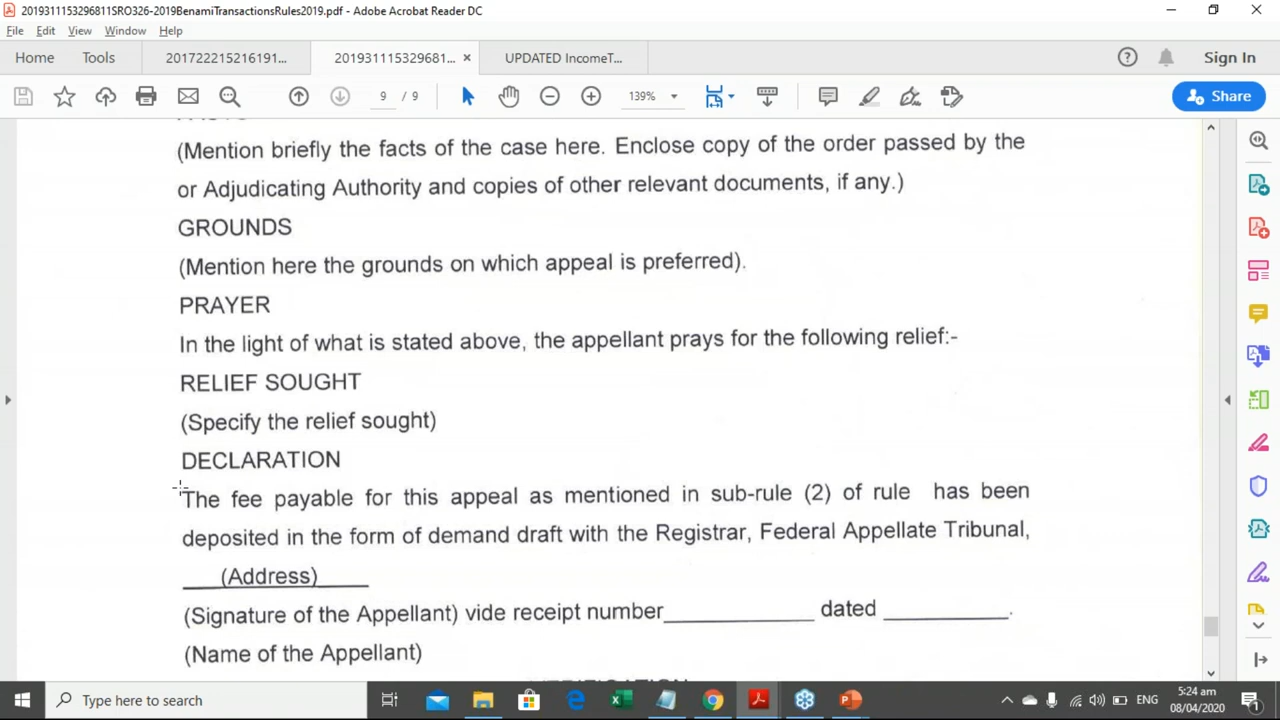 201931115329681 1SRO326-2019BenamiTransactionsRules2019.pdf - Adobe Acrobat Reader DC
File Edit View Window Help
Home Tools 201722215216191... 20193111532968​1... UPDATED IncomeT... Sign In
9 / 9 139% Share
(Mention briefly the facts of the case here. Enclose copy of the order passed by the
or Adjudicating Authority and copies of other relevant documents, if any.)
GROUNDS
(Mention here the grounds on which appeal is preferred).
PRAYER
In the light of what is stated above, the appellant prays for the following relief:-
RELIEF SOUGHT
(Specify the relief sought)
DECLARATION
The fee payable for this appeal as mentioned in sub-rule (2) of rule has been
deposited in the form of demand draft with the Registrar, Federal Appellate Tribunal,
___(Address)____
(Signature of the Appellant) vide receipt number____________ dated __________.
(Name of the Appellant)
Type here to search ENG 5:24 am
08/04/2020